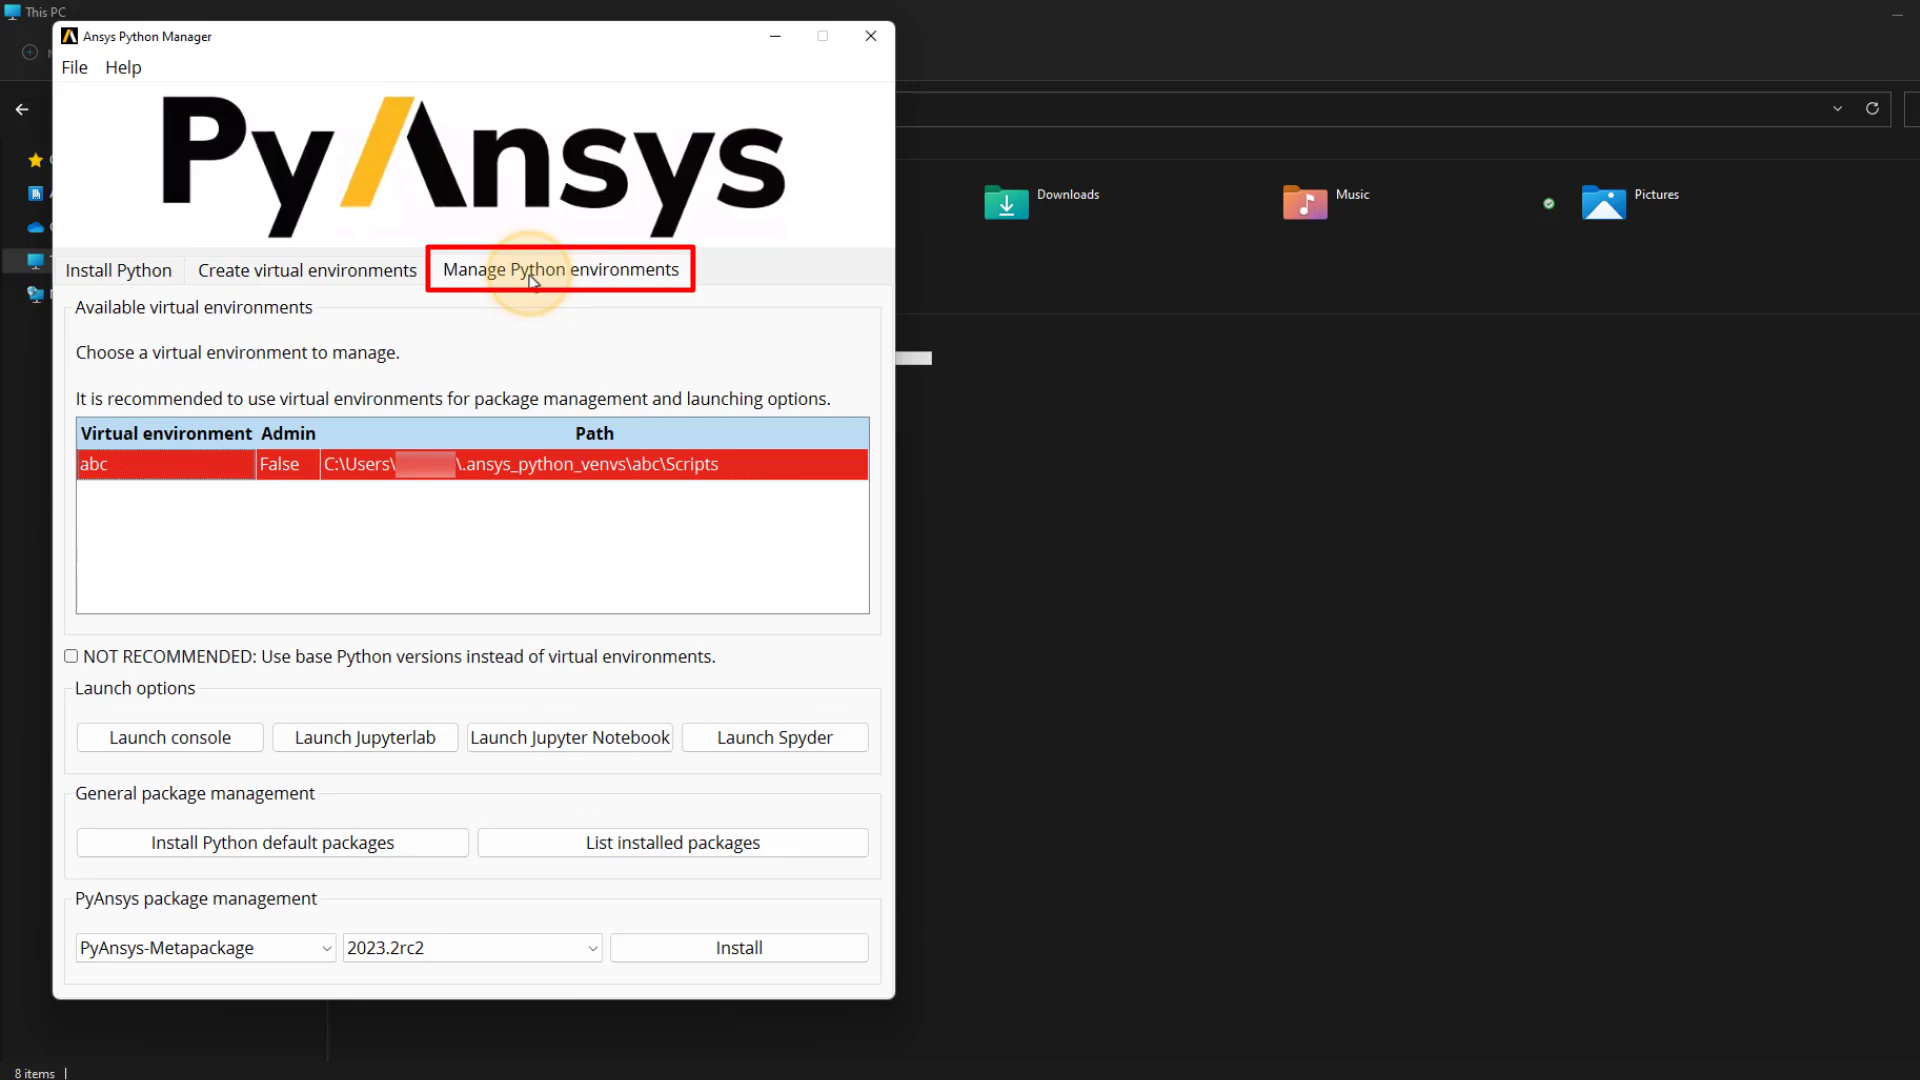 This PC
Ansys Python Manager
File Help
PyAnsys
Downloads
Music
Pictures
Install Python
Create virtual environments
Manage Python environments
Available virtual environments
Choose a virtual environment to manage.
It is recommended to use virtual environments for package management and launching options.
Virtual environment Admin Path
abc False C:\Users\ \.ansys_python_venvs\abc\Scripts
NOT RECOMMENDED: Use base Python versions instead of virtual environments.
Launch options
Launch console
Launch Jupyterlab
Launch Jupyter Notebook
Launch Spyder
General package management
Install Python default packages
List installed packages
PyAnsys package management
PyAnsys-Metapackage
2023.2rc2
Install
8 items